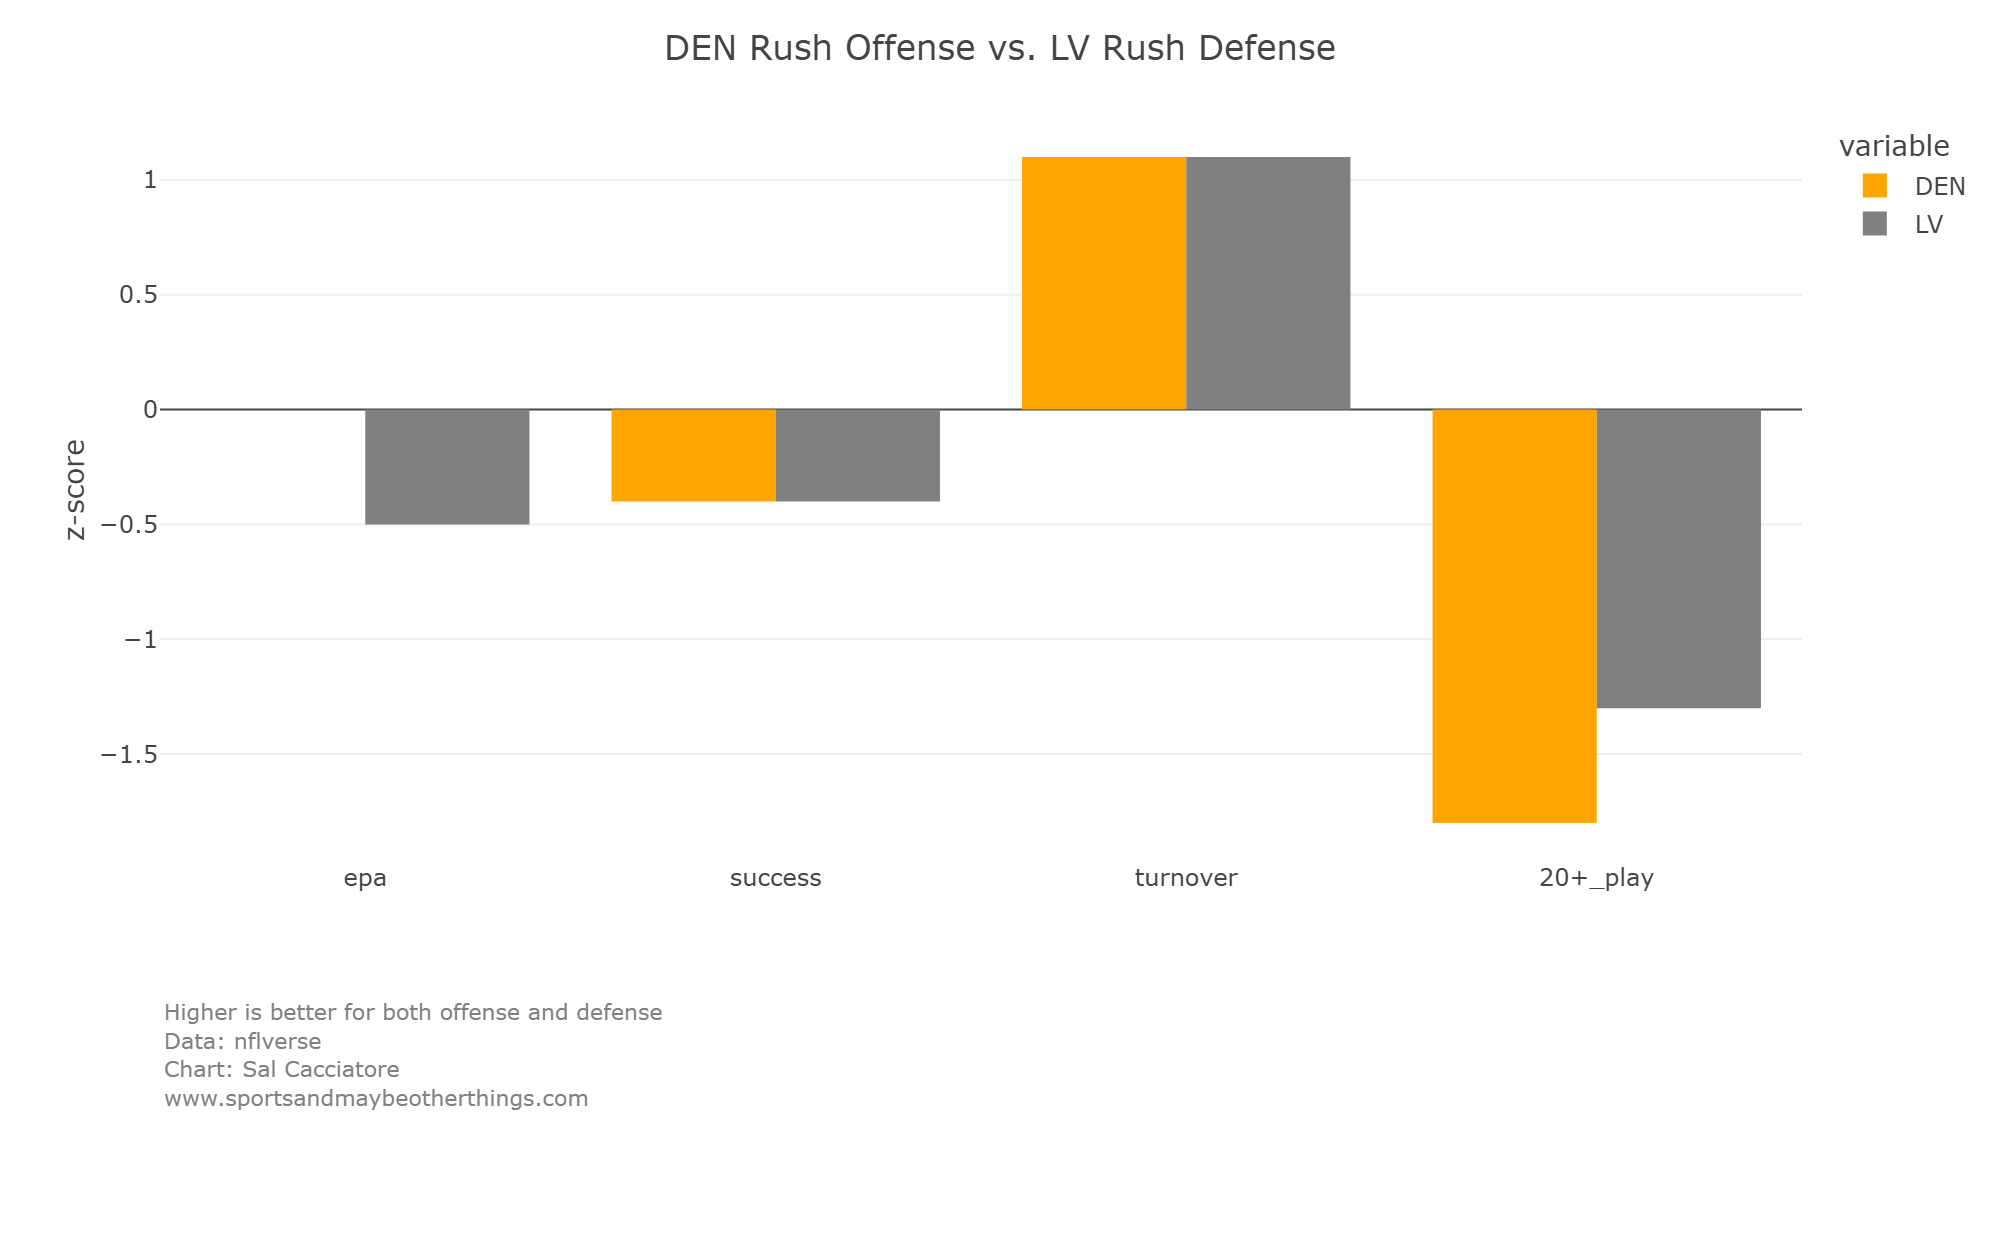 DEN Rush Offense vs. LV Rush Defense
variable
DEN
LV
1
0.5
0
−0.5
−1
−1.5
z-score
epa
success
turnover
20+_play
Higher is better for both offense and defense
Data: nflverse
Chart: Sal Cacciatore
www.sportsandmaybeotherthings.com